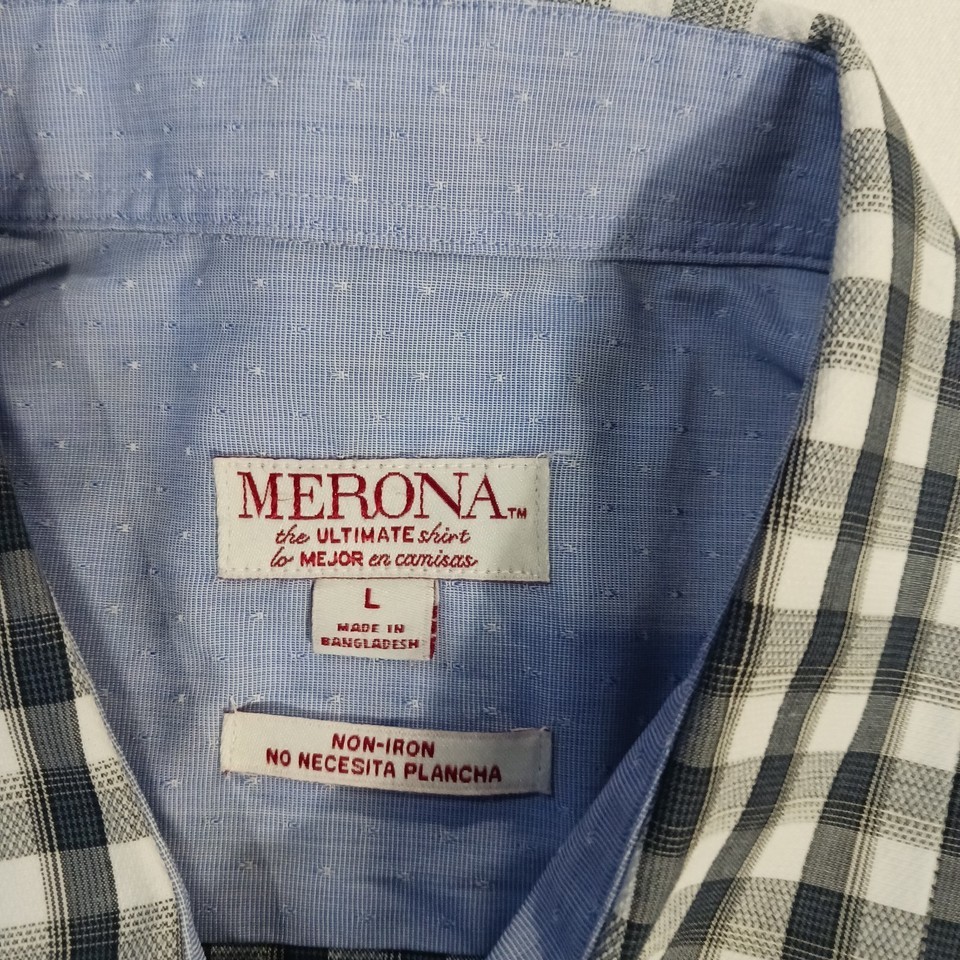 MERONA™
the ULTIMATE shirt
lo MEJOR en camisas
L
MADE IN
BANGLADESH
NON-IRON
NO NECESITA PLANCHA